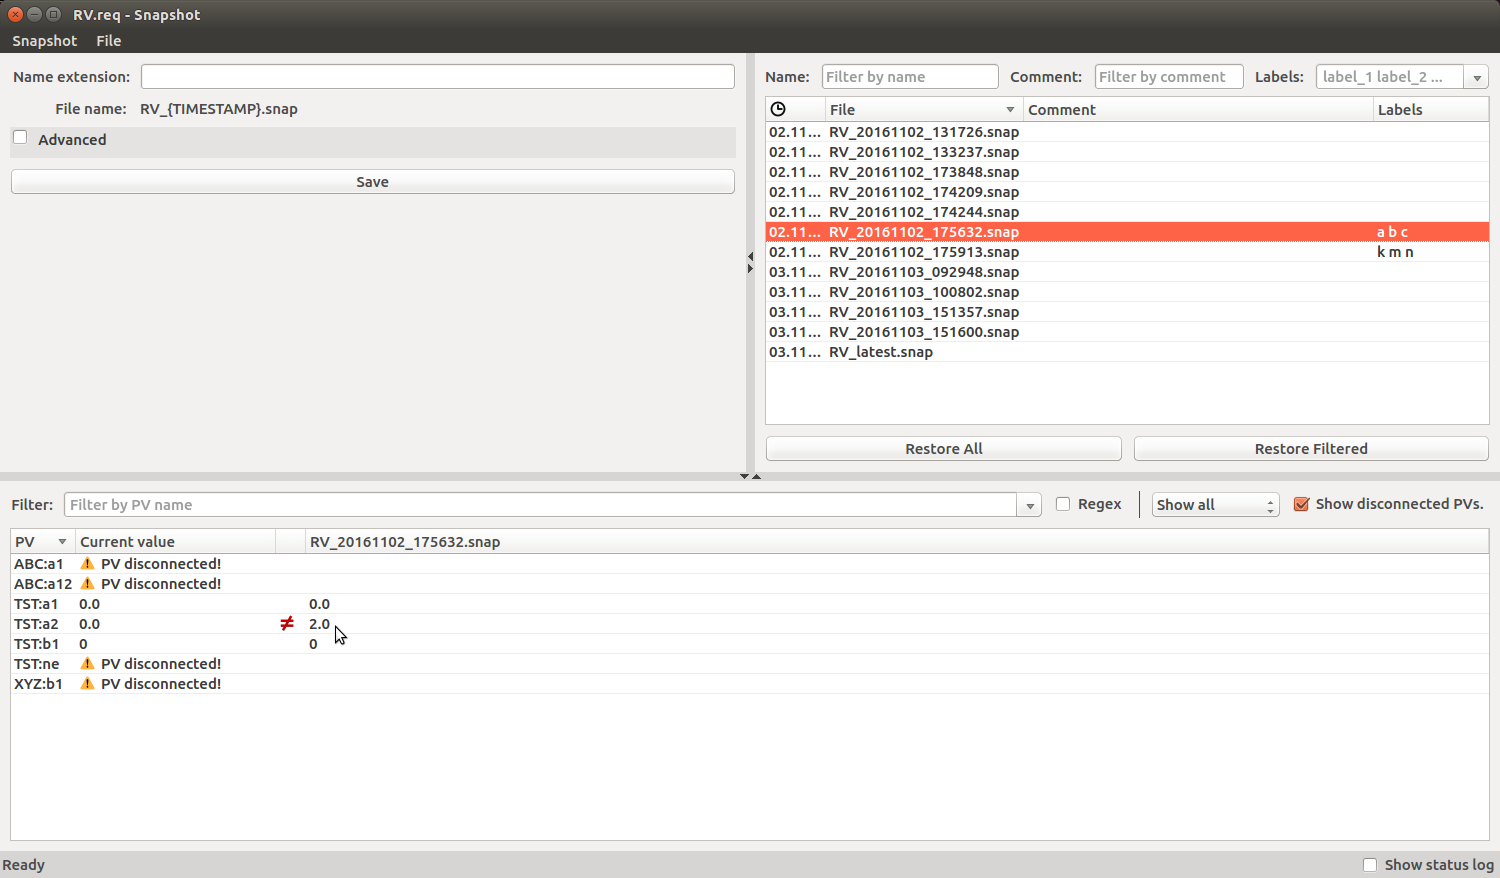 RV.req - Snapshot
Snapshot File
Name extension:
File name: RV_{TIMESTAMP}.snap
Advanced
Save
Name: Filter by name Comment: Filter by comment Labels: label_1 label_2 ...
File Comment Labels
02.11... RV_20161102_131726.snap
02.11... RV_20161102_133237.snap
02.11... RV_20161102_173848.snap
02.11... RV_20161102_174209.snap
02.11... RV_20161102_174244.snap
02.11... RV_20161102_175632.snap a b c
02.11... RV_20161102_175913.snap k m n
03.11... RV_20161103_092948.snap
03.11... RV_20161103_100802.snap
03.11... RV_20161103_151357.snap
03.11... RV_20161103_151600.snap
03.11... RV_latest.snap
Restore All Restore Filtered
Filter: Filter by PV name Regex Show all Show disconnected PVs.
PV Current value RV_20161102_175632.snap
ABC:a1 PV disconnected!
ABC:a12 PV disconnected!
TST:a1 0.0 0.0
TST:a2 0.0 ≠ 2.0
TST:b1 0 0
TST:ne PV disconnected!
XYZ:b1 PV disconnected!
Ready Show status log